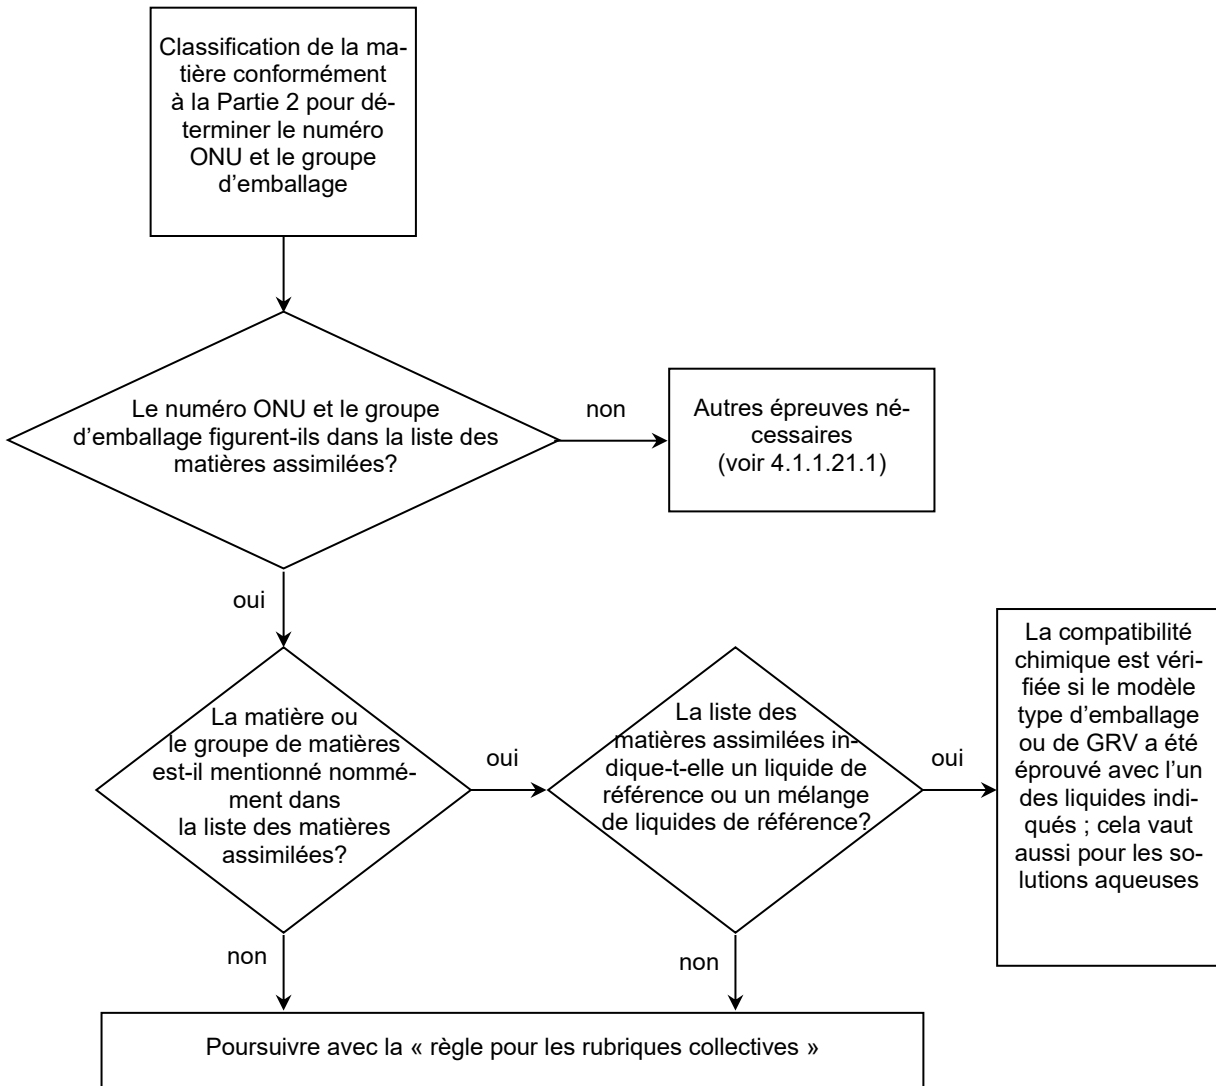 Classification de la ma-
tière conformément
à la Partie 2 pour dé-
terminer le numéro
ONU et le groupe
d’emballage
Le numéro ONU et le groupe
d’emballage figurent-ils dans la liste des
matières assimilées?
non
Autres épreuves né-
cessaires
(voir 4.1.1.21.1)
oui
La matière ou
le groupe de matières
est-il mentionné nommé-
ment dans
la liste des matières
assimilées?
oui
La liste des
matières assimilées in-
dique-t-elle un liquide de
référence ou un mélange
de liquides de référence?
oui
La compatibilité
chimique est véri-
fiée si le modèle
type d’emballage
ou de GRV a été
éprouvé avec l’un
des liquides indi-
qués ; cela vaut
aussi pour les so-
lutions aqueuses
non
non
Poursuivre avec la « règle pour les rubriques collectives »